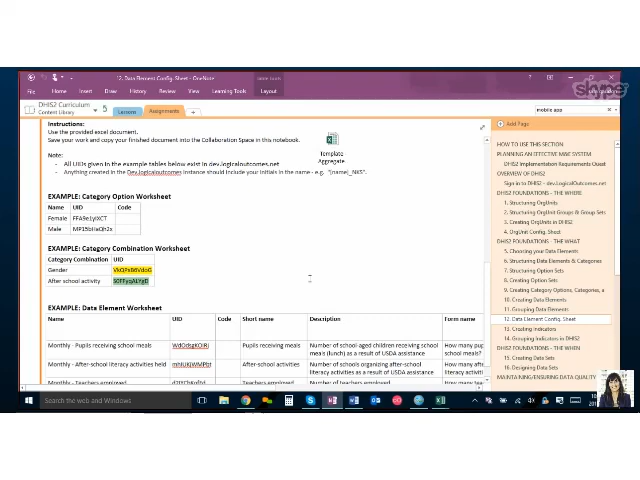 12. Data Element Config. Sheet - OneNote
File Home Insert Draw History Review View Learning Tools Layout
DHIS2 Curriculum
Content Library
5
Lessons
Assignments
mobile app
Instructions:
Use the provided excel document.
Save your work and copy your finished document into the Collaboration Space in this notebook.
Template
Aggregate
Note:
- All UIDs given in the example tables below exist in dev.logicaloutcomes.net
- Anything created in the Dev.logicaloutcomes instance should include your initials in the name - e.g. "[name]_NKS".
EXAMPLE: Category Option Worksheet
Name UID Code
Female
Male
EXAMPLE: Category Combination Worksheet
Category Combination UID
Gender
After school activity
EXAMPLE: Data Element Worksheet
Name UID Code Short name Description Form name
Monthly - Pupils receiving school meals Pupils receiving meals Number of school-aged children receiving school How many pup
meals (lunch) as a result of USDA assistance school meals?
Monthly - After-school literacy activities held After-school activities Number of schools organizing after-school How many aft
literacy activities as a result of USDA assistance literacy activiti
Monthly - Teachers employed Number of teachers employed
Add Page
HOW TO USE THIS SECTION
PLANNING AN EFFECTIVE M&E SYSTEM
DHIS2 Implementation Requirements Quest
OVERVIEW OF DHIS2
Sign in to DHIS2 - dev.logicaloutcomes.net
DHIS2 FOUNDATIONS - THE WHERE
1. Structuring OrgUnits
2. Structuring OrgUnit Groups & Group Sets
3. Creating OrgUnits in DHIS2
4. OrgUnit Config. Sheet
DHIS2 FOUNDATIONS - THE WHAT
5. Choosing your Data Elements
6. Structuring Data Elements & Categories
7. Structuring Option Sets
8. Creating Option Sets
9. Creating Category Options, Categories, a
10. Creating Data Elements
11. Grouping Data Elements
12. Data Element Config. Sheet
13. Creating Indicators
14. Grouping Indicators in DHIS2
DHIS2 FOUNDATIONS - THE WHEN
15. Creating Data Sets
16. Designing Data Sets
MAINTAINING/ENSURING DATA QUALITY
Search the web and Windows
skype